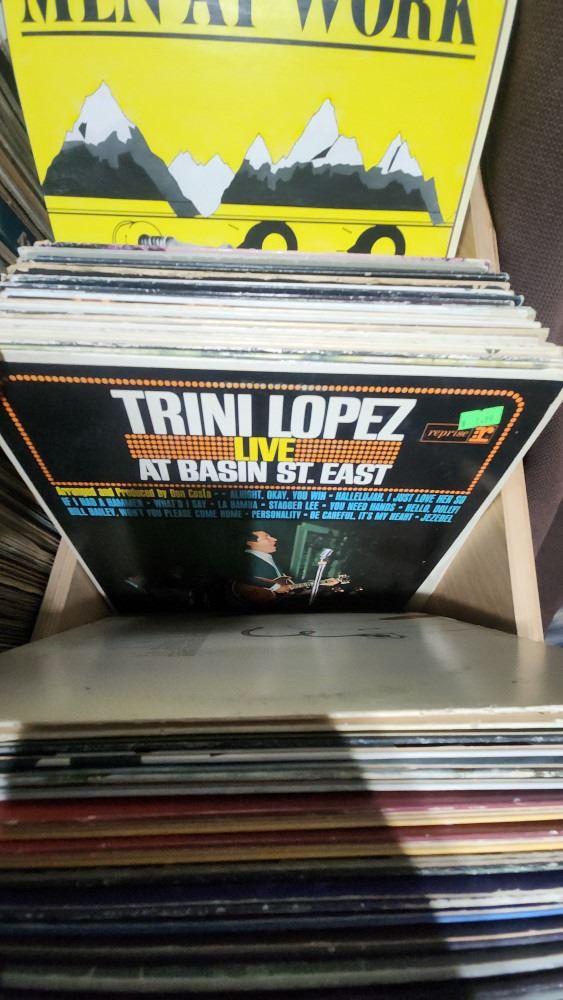 MEN AT WORK
TRINI LOPEZ
LIVE
AT BASIN ST. EAST
reprise
Arranged and Produced by Don Costa - ALRIGHT, OKAY, YOU WIN - HALLELUJAH, I JUST LOVE HER SO
IF I HAD A HAMMER - WHAT'D I SAY - LA BAMBA - STAGGER LEE - YOU NEED HANDS - HELLO, DOLLY!
BILL BAILEY, WON'T YOU PLEASE COME HOME - PERSONALITY - BE CAREFUL, IT'S MY HEART - JEZEBEL